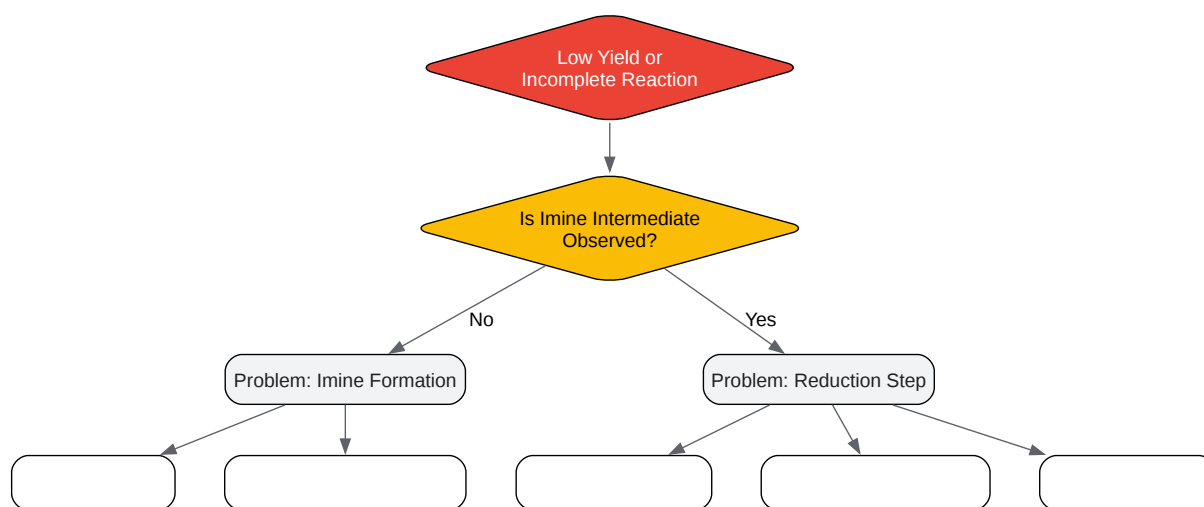 Low Yield or
Incomplete Reaction
Is Imine Intermediate
Observed?
No
Yes
Problem: Imine Formation
Problem: Reduction Step